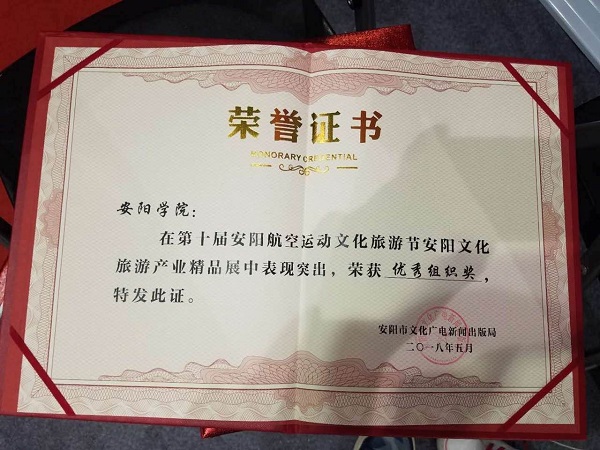 荣誉证书
HONORARY CREDENTIAL
安阳学院：
在第十届安阳航空运动文化旅游节安阳文化
旅游产业精品展中表现突出，荣获 优秀组织奖，
特发此证。
安阳市文化广电新闻出版局
二〇一八年五月